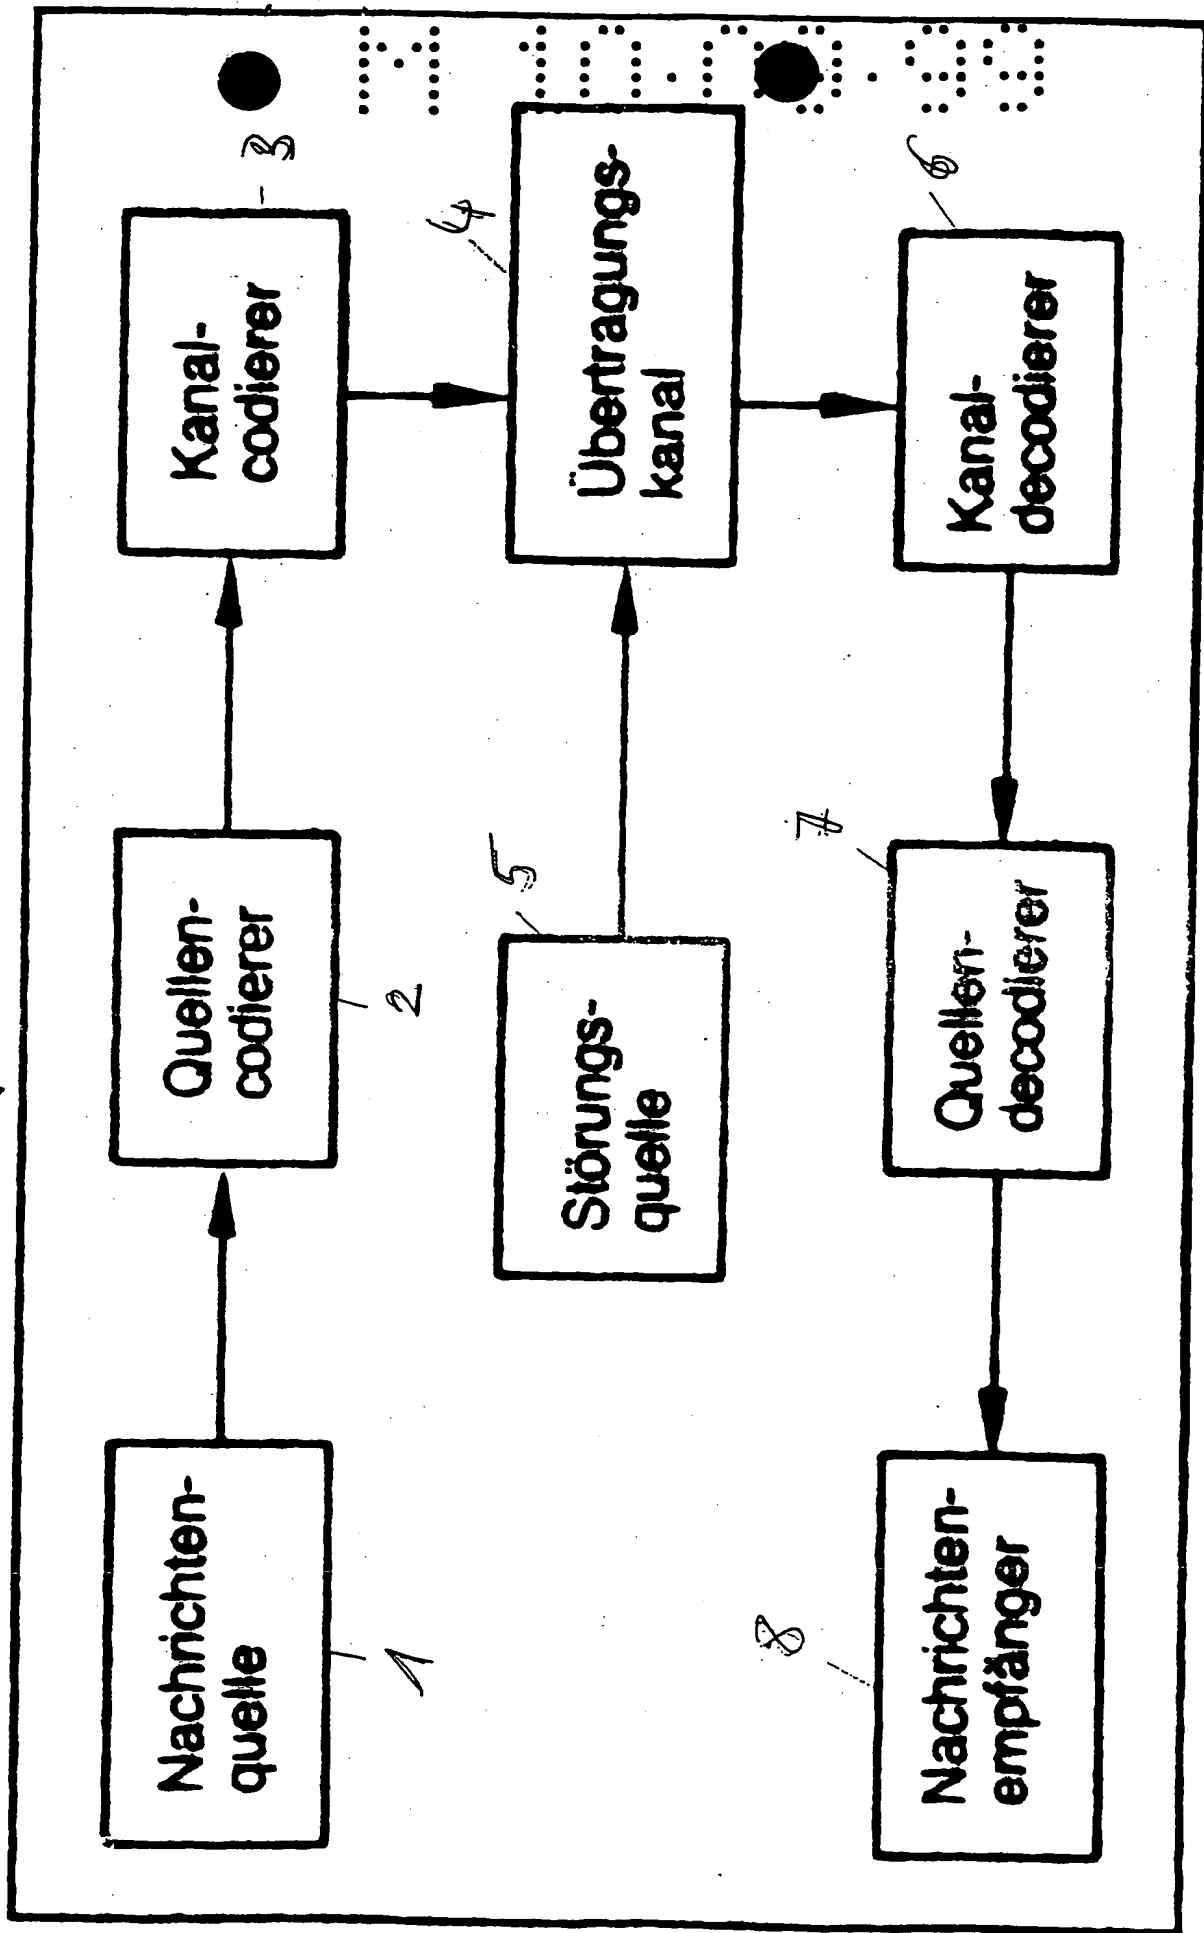 Nachrichten-
quelle
1
Quellen-
codierer
2
Kanal-
codierer
3
Störungs-
quelle
5
Übertragungs-
kanal
4
Nachrichten-
empfänger
8
Quellen-
decodierer
7
Kanal-
decodierer
6